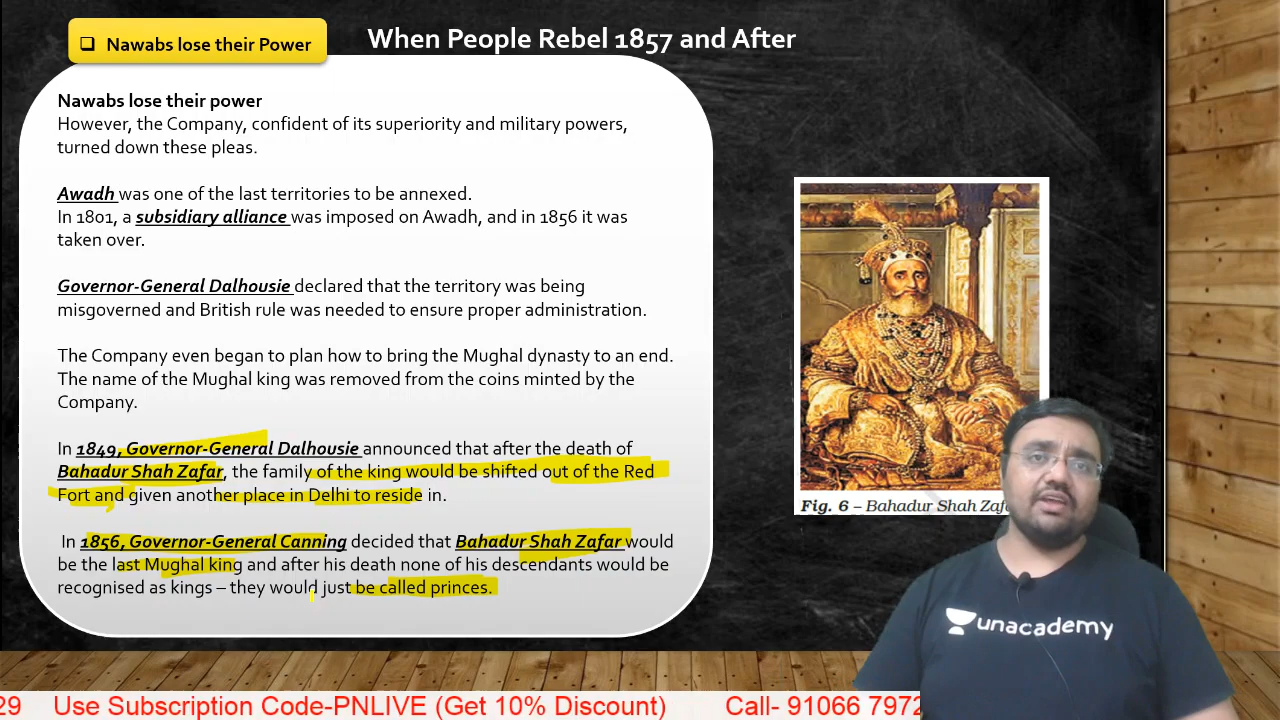 Nawabs lose their Power
When People Rebel 1857 and After
Nawabs lose their power
However, the Company, confident of its superiority and military powers,
turned down these pleas.
Awadh was one of the last territories to be annexed.
In 1801, a subsidiary alliance was imposed on Awadh, and in 1856 it was
taken over.
Governor-General Dalhousie declared that the territory was being
misgoverned and British rule was needed to ensure proper administration.
The Company even began to plan how to bring the Mughal dynasty to an end.
The name of the Mughal king was removed from the coins minted by the
Company.
In 1849, Governor-General Dalhousie announced that after the death of
Bahadur Shah Zafar, the family of the king would be shifted out of the Red
Fort and given another place in Delhi to reside in.
In 1856, Governor-General Canning decided that Bahadur Shah Zafar would
be the last Mughal king and after his death none of his descendants would be
recognised as kings – they would just be called princes.
Fig. 6 – Bahadur Shah
unacademy
29 Use Subscription Code-PNLIVE (Get 10% Discount) Call- 91066 7972